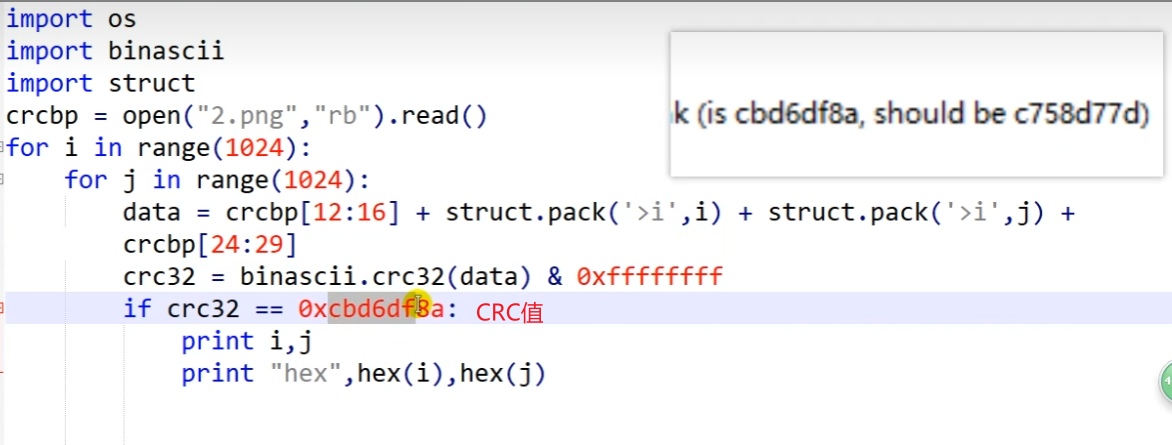 import os
import binascii
import struct
crcbp = open("2.png","rb").read()
for i in range(1024):
    for j in range(1024):
        data = crcbp[12:16] + struct.pack('>i',i) + struct.pack('>i',j) +
        crcbp[24:29]
        crc32 = binascii.crc32(data) & 0xffffffff
        if crc32 == 0xcbd6df8a: CRC值
            print i,j
            print "hex",hex(i),hex(j)
k (is cbd6df8a, should be c758d77d)
4